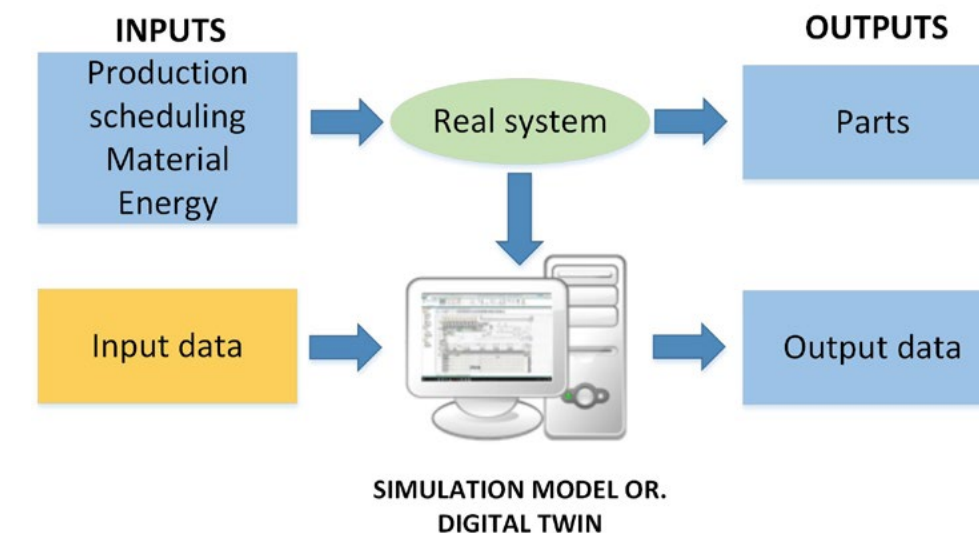 INPUTS
OUTPUTS
Production
scheduling
Material
Energy
Real system
Parts
Input data
Output data
SIMULATION MODEL OR.
DIGITAL TWIN